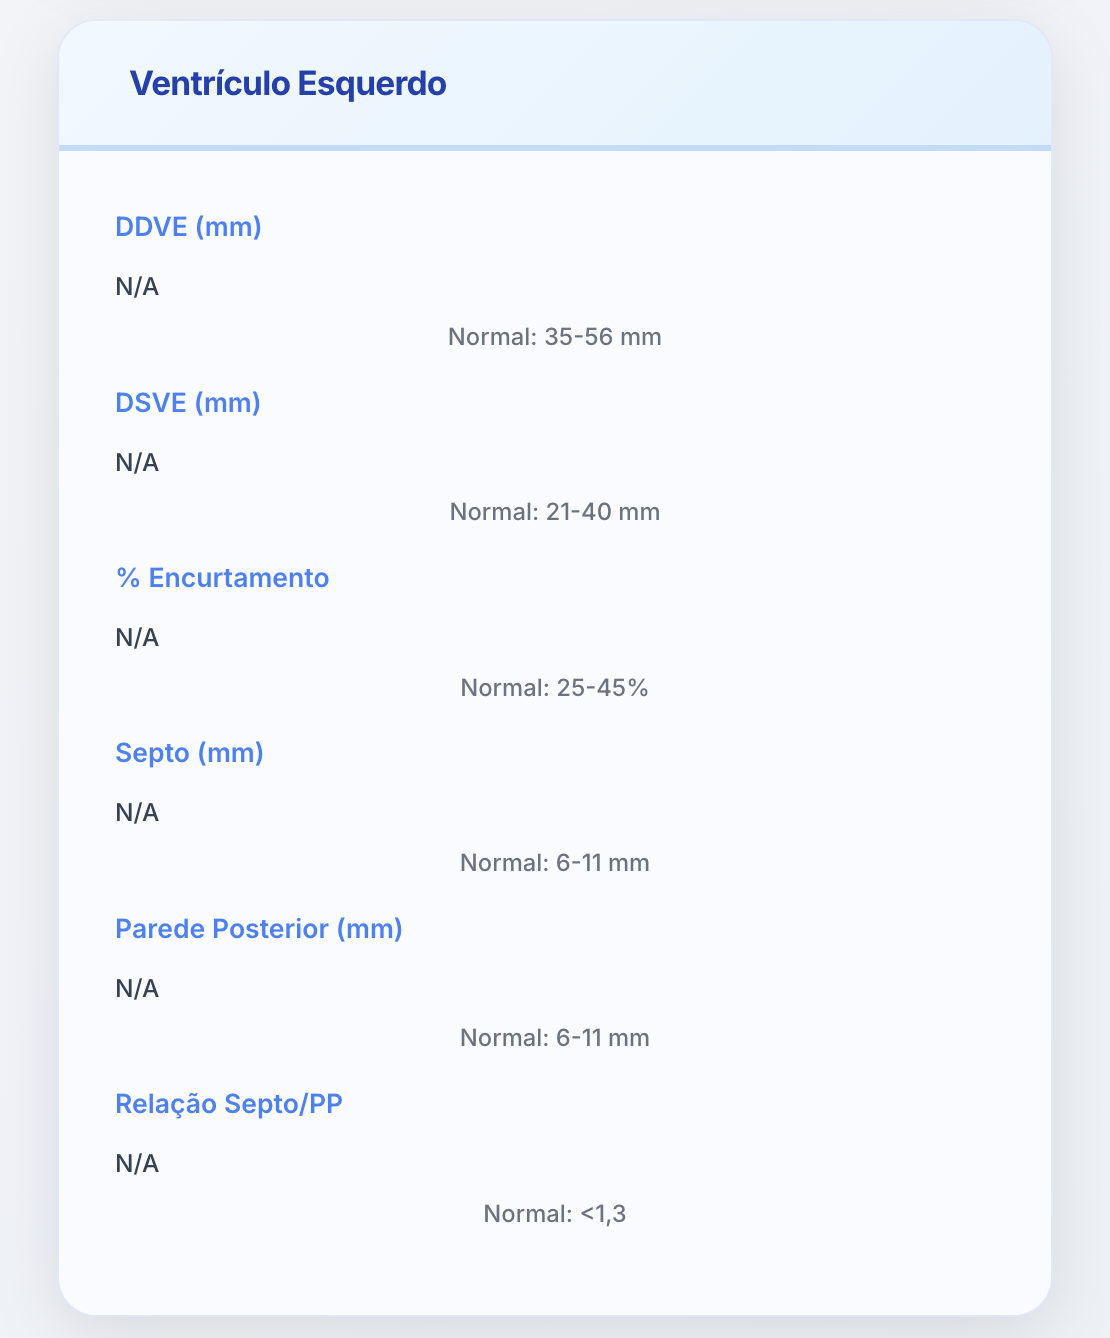 Ventrículo Esquerdo
DDVE (mm)
N/A
Normal: 35-56 mm
DSVE (mm)
N/A
Normal: 21-40 mm
% Encurtamento
N/A
Normal: 25-45%
Septo (mm)
N/A
Normal: 6-11 mm
Parede Posterior (mm)
N/A
Normal: 6-11 mm
Relação Septo/PP
N/A
Normal: <1,3